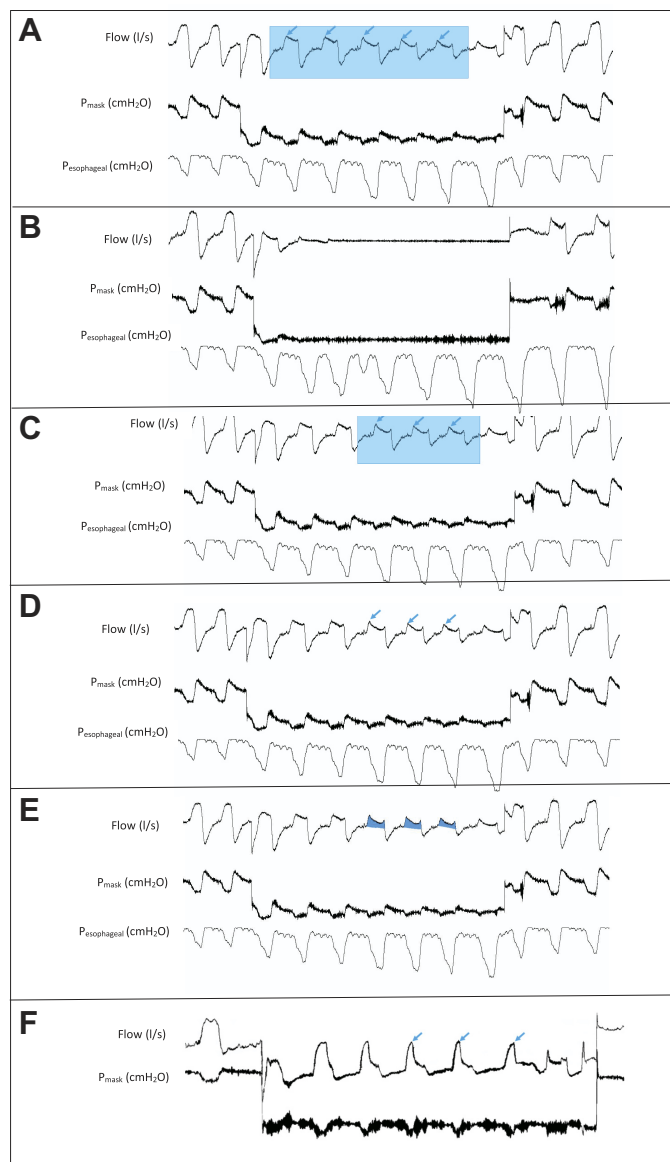 A
Flow (l/s)
Pmask (cmH2O)
Pesophageal (cmH2O)
B
Flow (l/s)
Pmask (cmH2O)
Pesophageal (cmH2O)
C
Flow (l/s)
Pmask (cmH2O)
Pesophageal (cmH2O)
D
Flow (l/s)
Pmask (cmH2O)
Pesophageal (cmH2O)
E
Flow (l/s)
Pmask (cmH2O)
Pesophageal (cmH2O)
F
Flow (l/s)
Pmask (cmH2O)